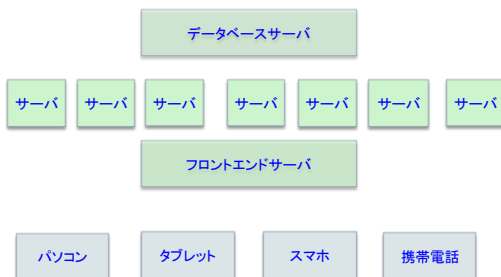 データベースサーバ
サーバ サーバ サーバ サーバ サーバ サーバ サーバ
フロントエンドサーバ
パソコン タブレット スマホ 携帯電話